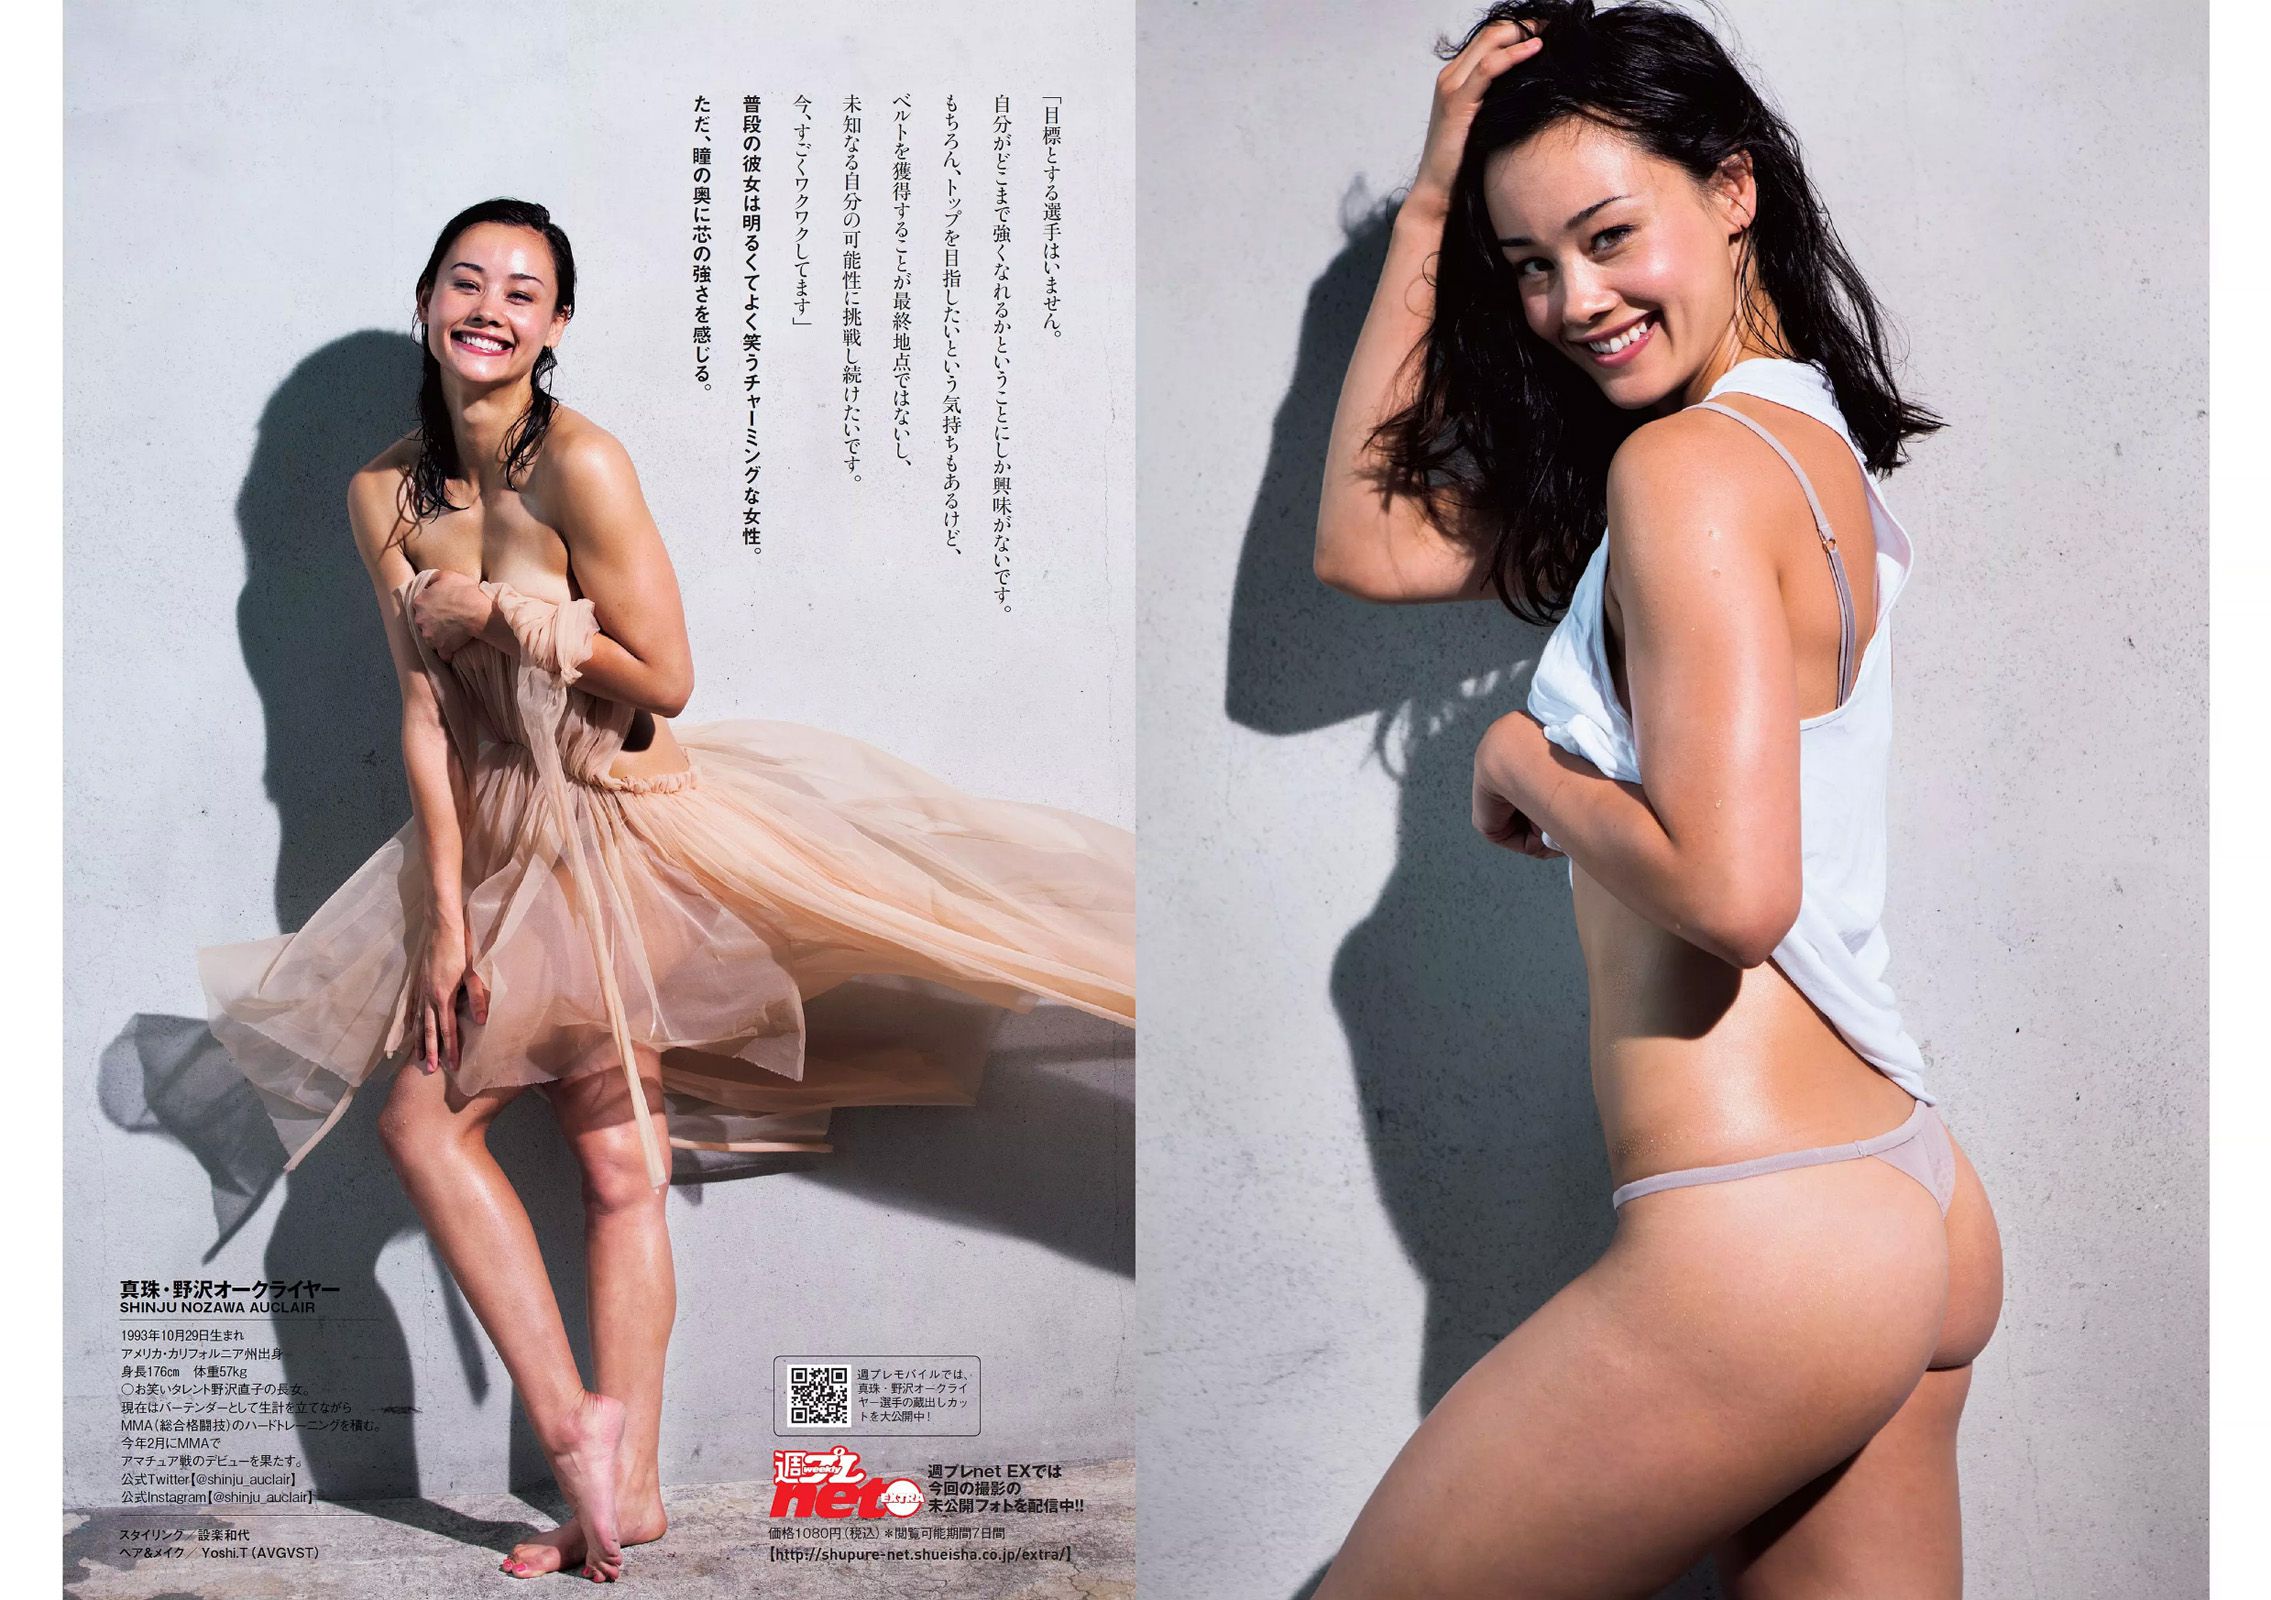 「目標とする選手はいません。
自分がどこまで強くなれるかということにしか興味がないです。
もちろん、トップを目指したいという気持ちもあるけど、
ベルトを獲得することが最終地点ではないし、
未知なる自分の可能性に挑戦し続けたいです。
今、すごくワクワクしてます」
普段の彼女は明るくてよく笑うチャーミングな女性。
ただ、瞳の奥に芯の強さを感じる。
真珠・野沢オークライヤー
SHINJU NOZAWA AUCLAIR
1993年10月29日生まれ
アメリカ・カリフォルニア州出身
身長176㎝ 体重57kg
○お笑いタレント野沢直子の長女。
現在はバーテンダーとして生計を立てながら
MMA(総合格闘技)のハードトレーニングを積む。
今年2月にMMAで
アマチュア戦のデビューを果たす。
公式Twitter【@shinju_auclair】
公式Instagram【@shinju_auclair】
スタイリング/設楽和代
ヘア&メイク/Yoshi.T(AVGVST)
週プレモバイルでは、
真珠・野沢オークライ
ヤー選手の蔵出しカッ
トを大公開中!
週プレ
weekly
net EXTRA
週プレnet EXでは
今回の撮影の
未公開フォトを配信中!!
価格1080円(税込)*閲覧可能期間7日間
【http://shupure-net.shueisha.co.jp/extra/】